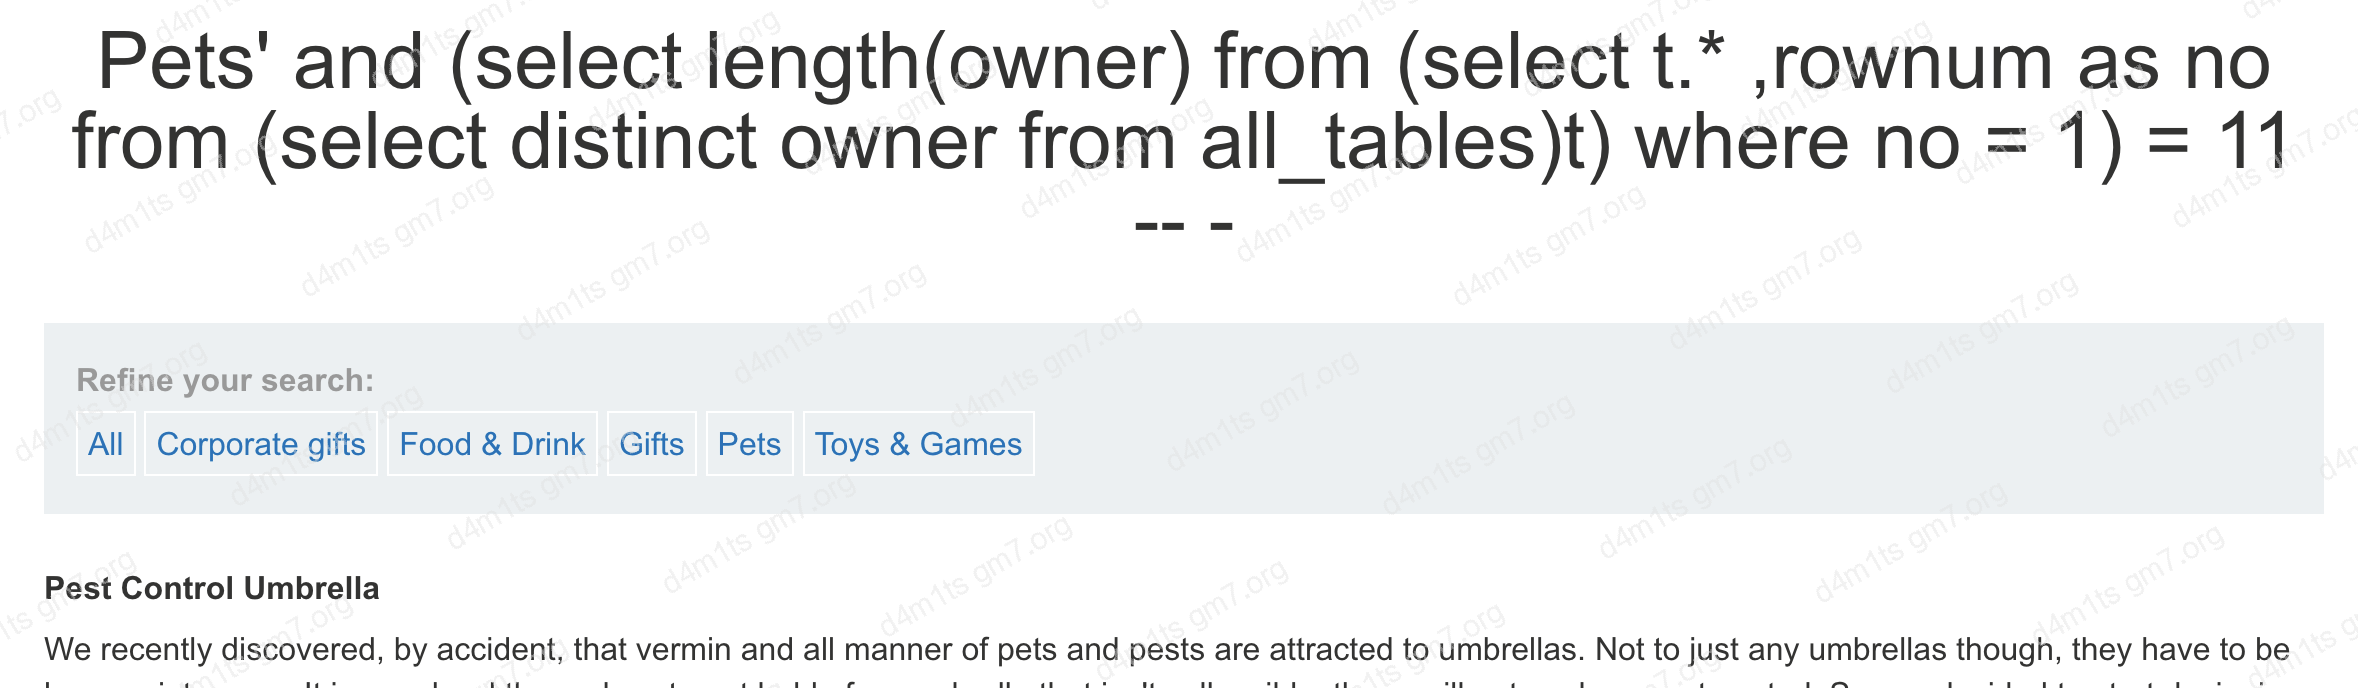 Pets' and (select length(owner) from (select t.* ,rownum as no
from (select distinct owner from all_tables)t) where no = 1) = 11
-- -
Refine your search:
All Corporate gifts Food & Drink Gifts Pets Toys & Games
Pest Control Umbrella
We recently discovered, by accident, that vermin and all manner of pets and pests are attracted to umbrellas. Not to just any umbrellas though, they have to be
d4m1ts gm7.org